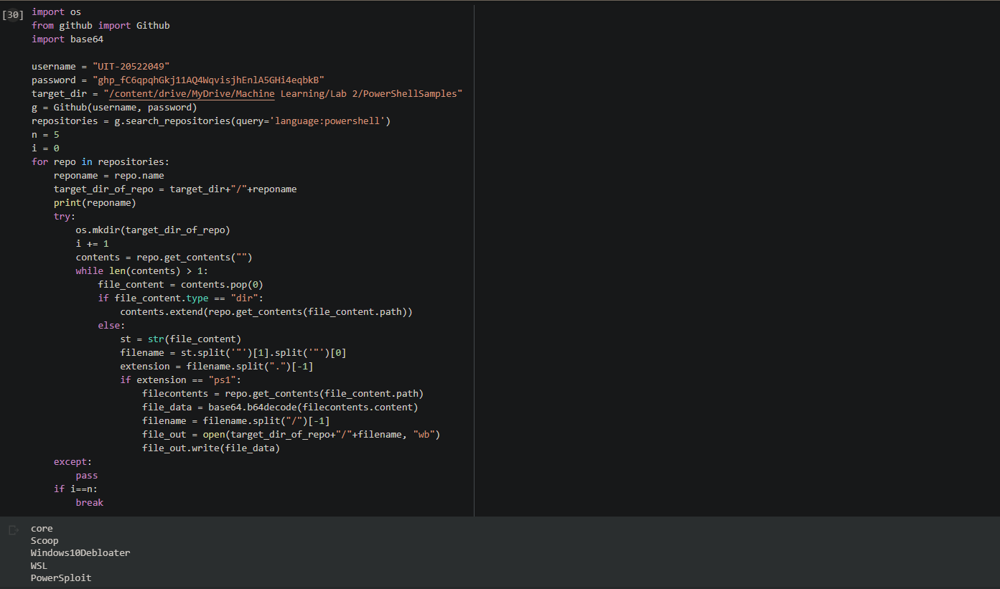 [30]
import os
from github import Github
import base64
username = "UIT-20522049"
password = "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"
target_dir = "/content/drive/MyDrive/Machine Learning/Lab 2/PowerShellSamples"
g = Github(username, password)
repositories = g.search_repositories(query='language:powershell')
n = 5
i = 0
for repo in repositories:
    reponame = repo.name
    target_dir_of_repo = target_dir+"/"+reponame
    print(reponame)
    try:
        os.mkdir(target_dir_of_repo)
        i += 1
        contents = repo.get_contents("")
        while len(contents) > 1:
            file_content = contents.pop(0)
            if file_content.type == "dir":
                contents.extend(repo.get_contents(file_content.path))
            else:
                st = str(file_content)
                filename = st.split('"')[1].split('"')[0]
                extension = filename.split(".")[-1]
                if extension == "ps1":
                    filecontents = repo.get_contents(file_content.path)
                    file_data = base64.b64decode(filecontents.content)
                    filename = filename.split("/")[-1]
                    file_out = open(target_dir_of_repo+"/"+filename, "wb")
                    file_out.write(file_data)
    except:
        pass
    if i==n:
        break
core
Scoop
Windows10Debloater
WSL
PowerSploit